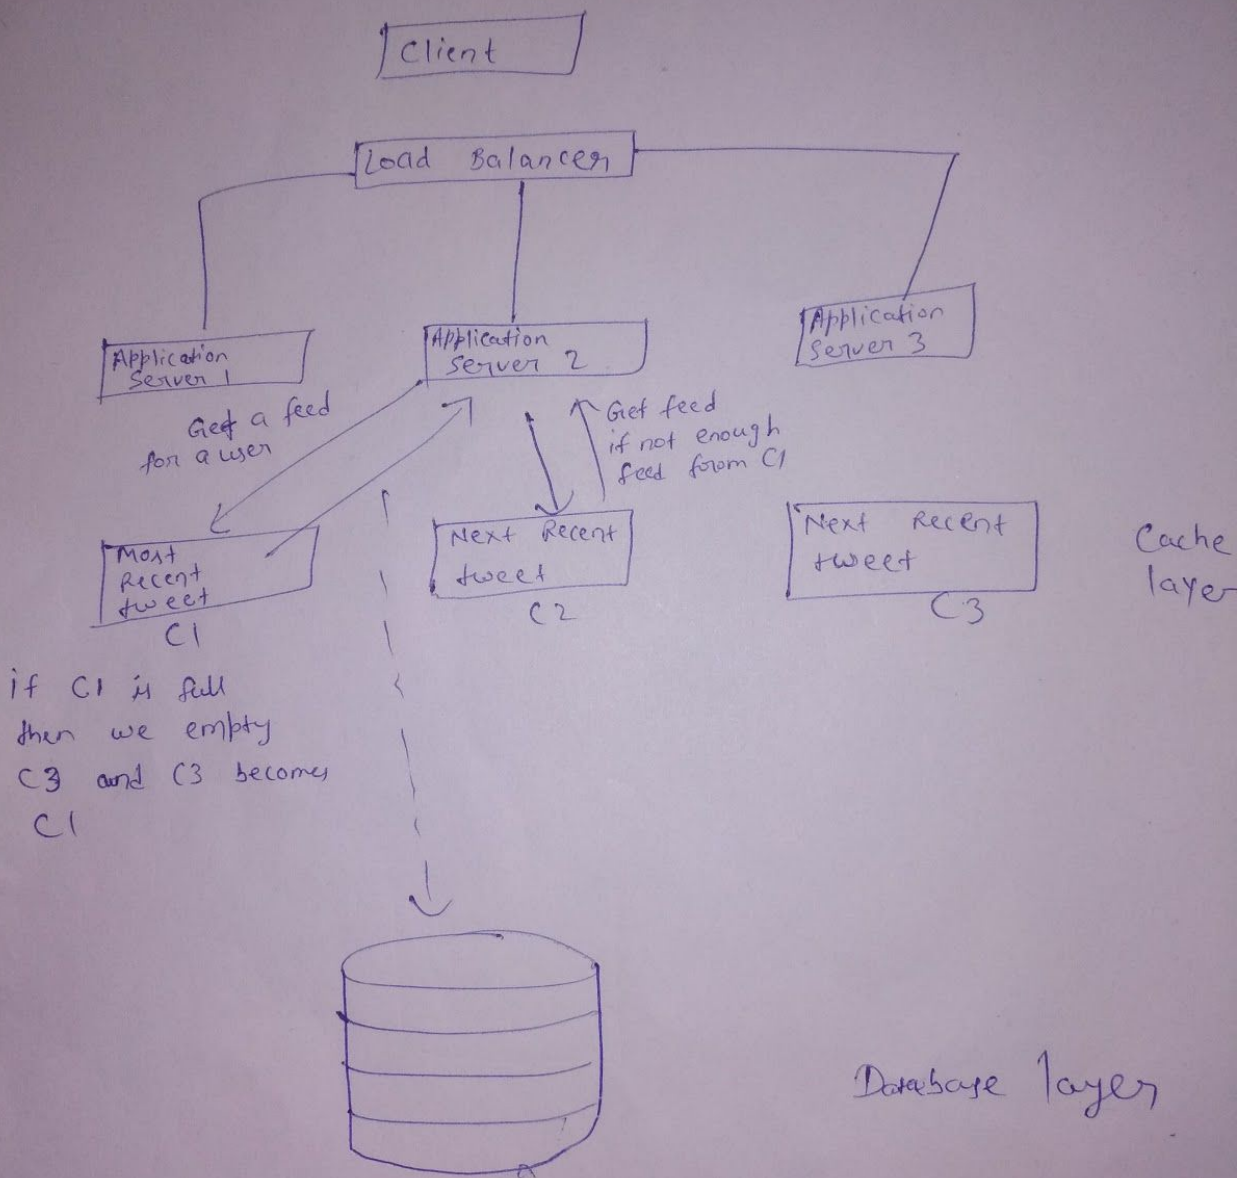 Client
Load Balancer
Application
Server 1
Application
Server 2
Application
Server 3
Get a feed
for a user
Get feed
if not enough
feed from C1
Most
Recent
tweet
C1
Next Recent
tweet
C2
Next Recent
tweet
C3
Cache
layer
if C1 is full
then we empty
C3 and C3 becomes
C1
Database layer